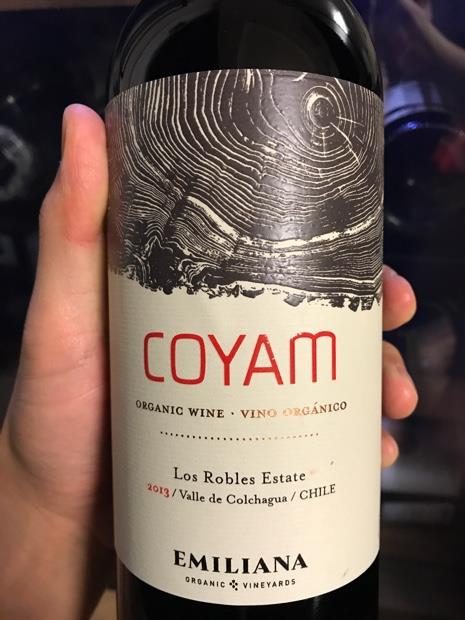 COYAM
ORGANIC WINE · VINO ORGÁNICO
Los Robles Estate
2013 / Valle de Colchagua / CHILE
EMILIANA
ORGANIC VINEYARDS